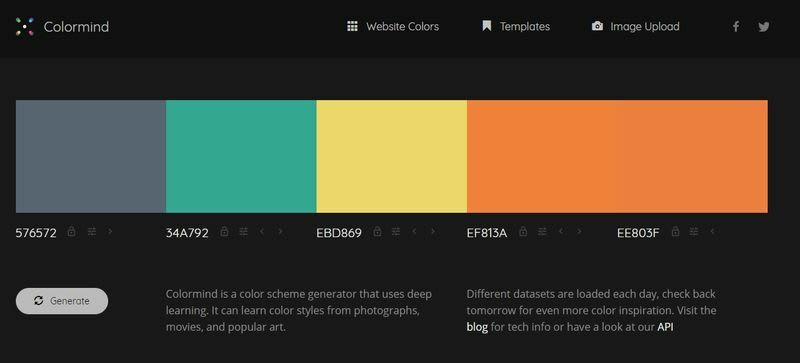 Colormind
Website Colors
Templates
Image Upload
576572
34A792
EBD869
EF813A
EE803F
Generate
Colormind is a color scheme generator that uses deep
learning. It can learn color styles from photographs,
movies, and popular art.
Different datasets are loaded each day, check back
tomorrow for even more color inspiration. Visit the
blog for tech info or have a look at our API